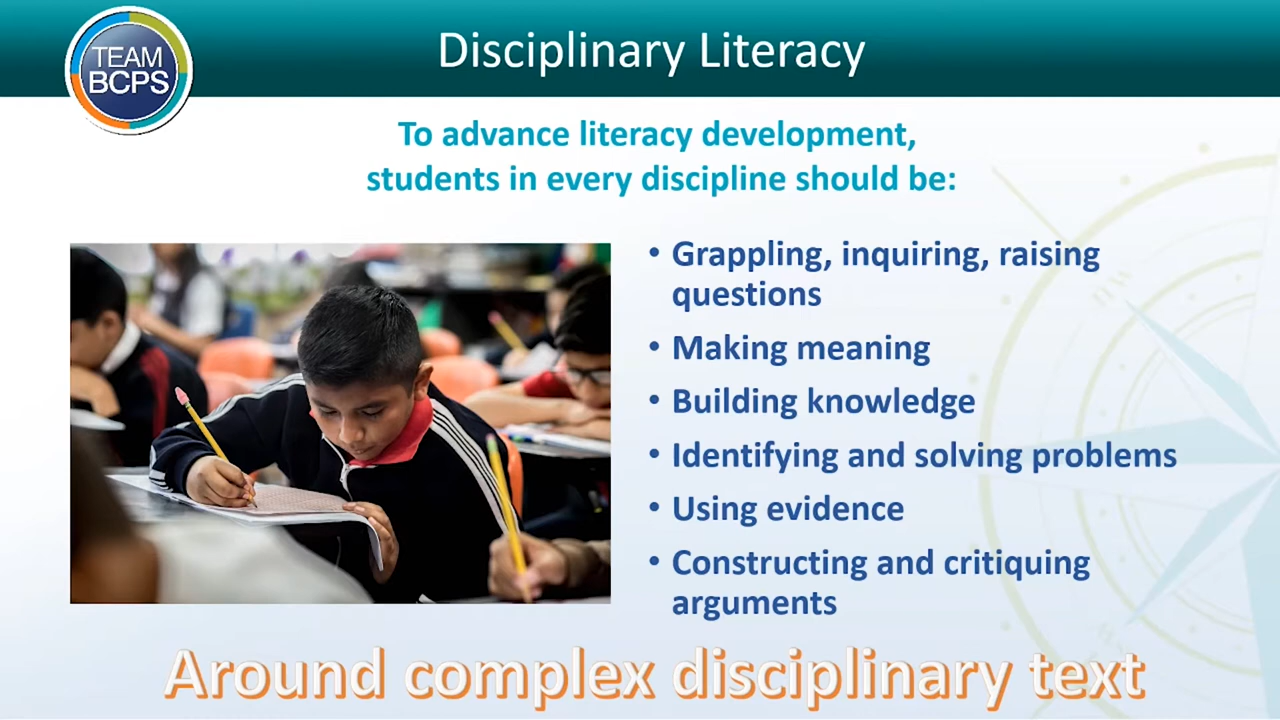 TEAM
BCPS
Disciplinary Literacy
To advance literacy development,
students in every discipline should be:
• Grappling, inquiring, raising
questions
• Making meaning
• Building knowledge
• Identifying and solving problems
• Using evidence
• Constructing and critiquing
arguments
Around complex disciplinary text